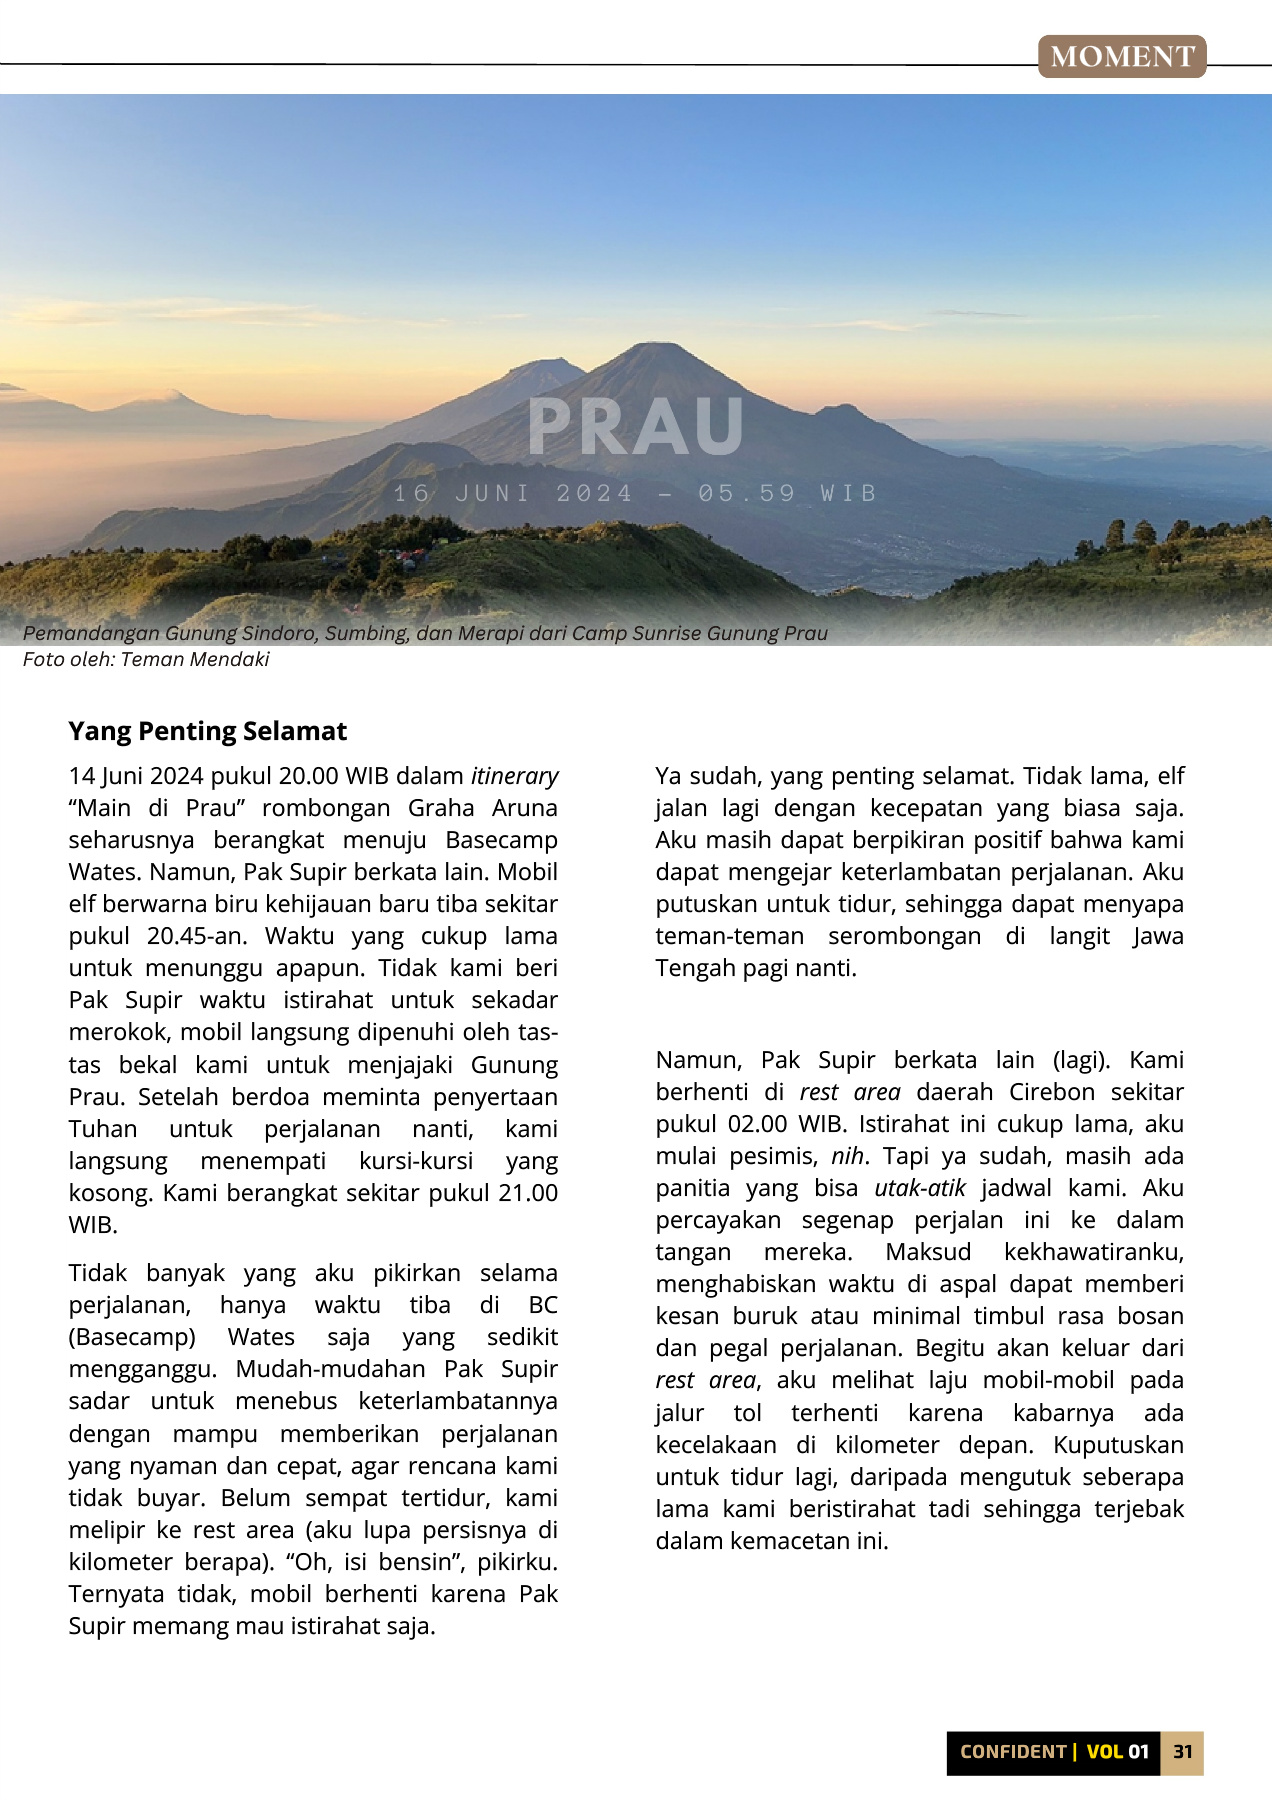 MOMENT
PRAU
16 JUNI 2024 – 05.59 WIB
Pemandangan Gunung Sindoro, Sumbing, dan Merapi dari Camp Sunrise Gunung Prau
Foto oleh: Teman Mendaki
Yang Penting Selamat
14 Juni 2024 pukul 20.00 WIB dalam itinerary
“Main di Prau” rombongan Graha Aruna
seharusnya berangkat menuju Basecamp
Wates. Namun, Pak Supir berkata lain. Mobil
elf berwarna biru kehijauan baru tiba sekitar
pukul 20.45-an. Waktu yang cukup lama
untuk menunggu apapun. Tidak kami beri
Pak Supir waktu istirahat untuk sekadar
merokok, mobil langsung dipenuhi oleh tas-
tas bekal kami untuk menjajaki Gunung
Prau. Setelah berdoa meminta penyertaan
Tuhan untuk perjalanan nanti, kami
langsung menempati kursi-kursi yang
kosong. Kami berangkat sekitar pukul 21.00
WIB.
Tidak banyak yang aku pikirkan selama
perjalanan, hanya waktu tiba di BC
(Basecamp) Wates saja yang sedikit
mengganggu. Mudah-mudahan Pak Supir
sadar untuk menebus keterlambatannya
dengan mampu memberikan perjalanan
yang nyaman dan cepat, agar rencana kami
tidak buyar. Belum sempat tertidur, kami
melipir ke rest area (aku lupa persisnya di
kilometer berapa). “Oh, isi bensin”, pikirku.
Ternyata tidak, mobil berhenti karena Pak
Supir memang mau istirahat saja.
Ya sudah, yang penting selamat. Tidak lama, elf
jalan lagi dengan kecepatan yang biasa saja.
Aku masih dapat berpikiran positif bahwa kami
dapat mengejar keterlambatan perjalanan. Aku
putuskan untuk tidur, sehingga dapat menyapa
teman-teman serombongan di langit Jawa
Tengah pagi nanti.
Namun, Pak Supir berkata lain (lagi). Kami
berhenti di rest area daerah Cirebon sekitar
pukul 02.00 WIB. Istirahat ini cukup lama, aku
mulai pesimis, nih. Tapi ya sudah, masih ada
panitia yang bisa utak-atik jadwal kami. Aku
percayakan segenap perjalan ini ke dalam
tangan mereka. Maksud kekhawatiranku,
menghabiskan waktu di aspal dapat memberi
kesan buruk atau minimal timbul rasa bosan
dan pegal perjalanan. Begitu akan keluar dari
rest area, aku melihat laju mobil-mobil pada
jalur tol terhenti karena kabarnya ada
kecelakaan di kilometer depan. Kuputuskan
untuk tidur lagi, daripada mengutuk seberapa
lama kami beristirahat tadi sehingga terjebak
dalam kemacetan ini.
CONFIDENT | VOL 01 31